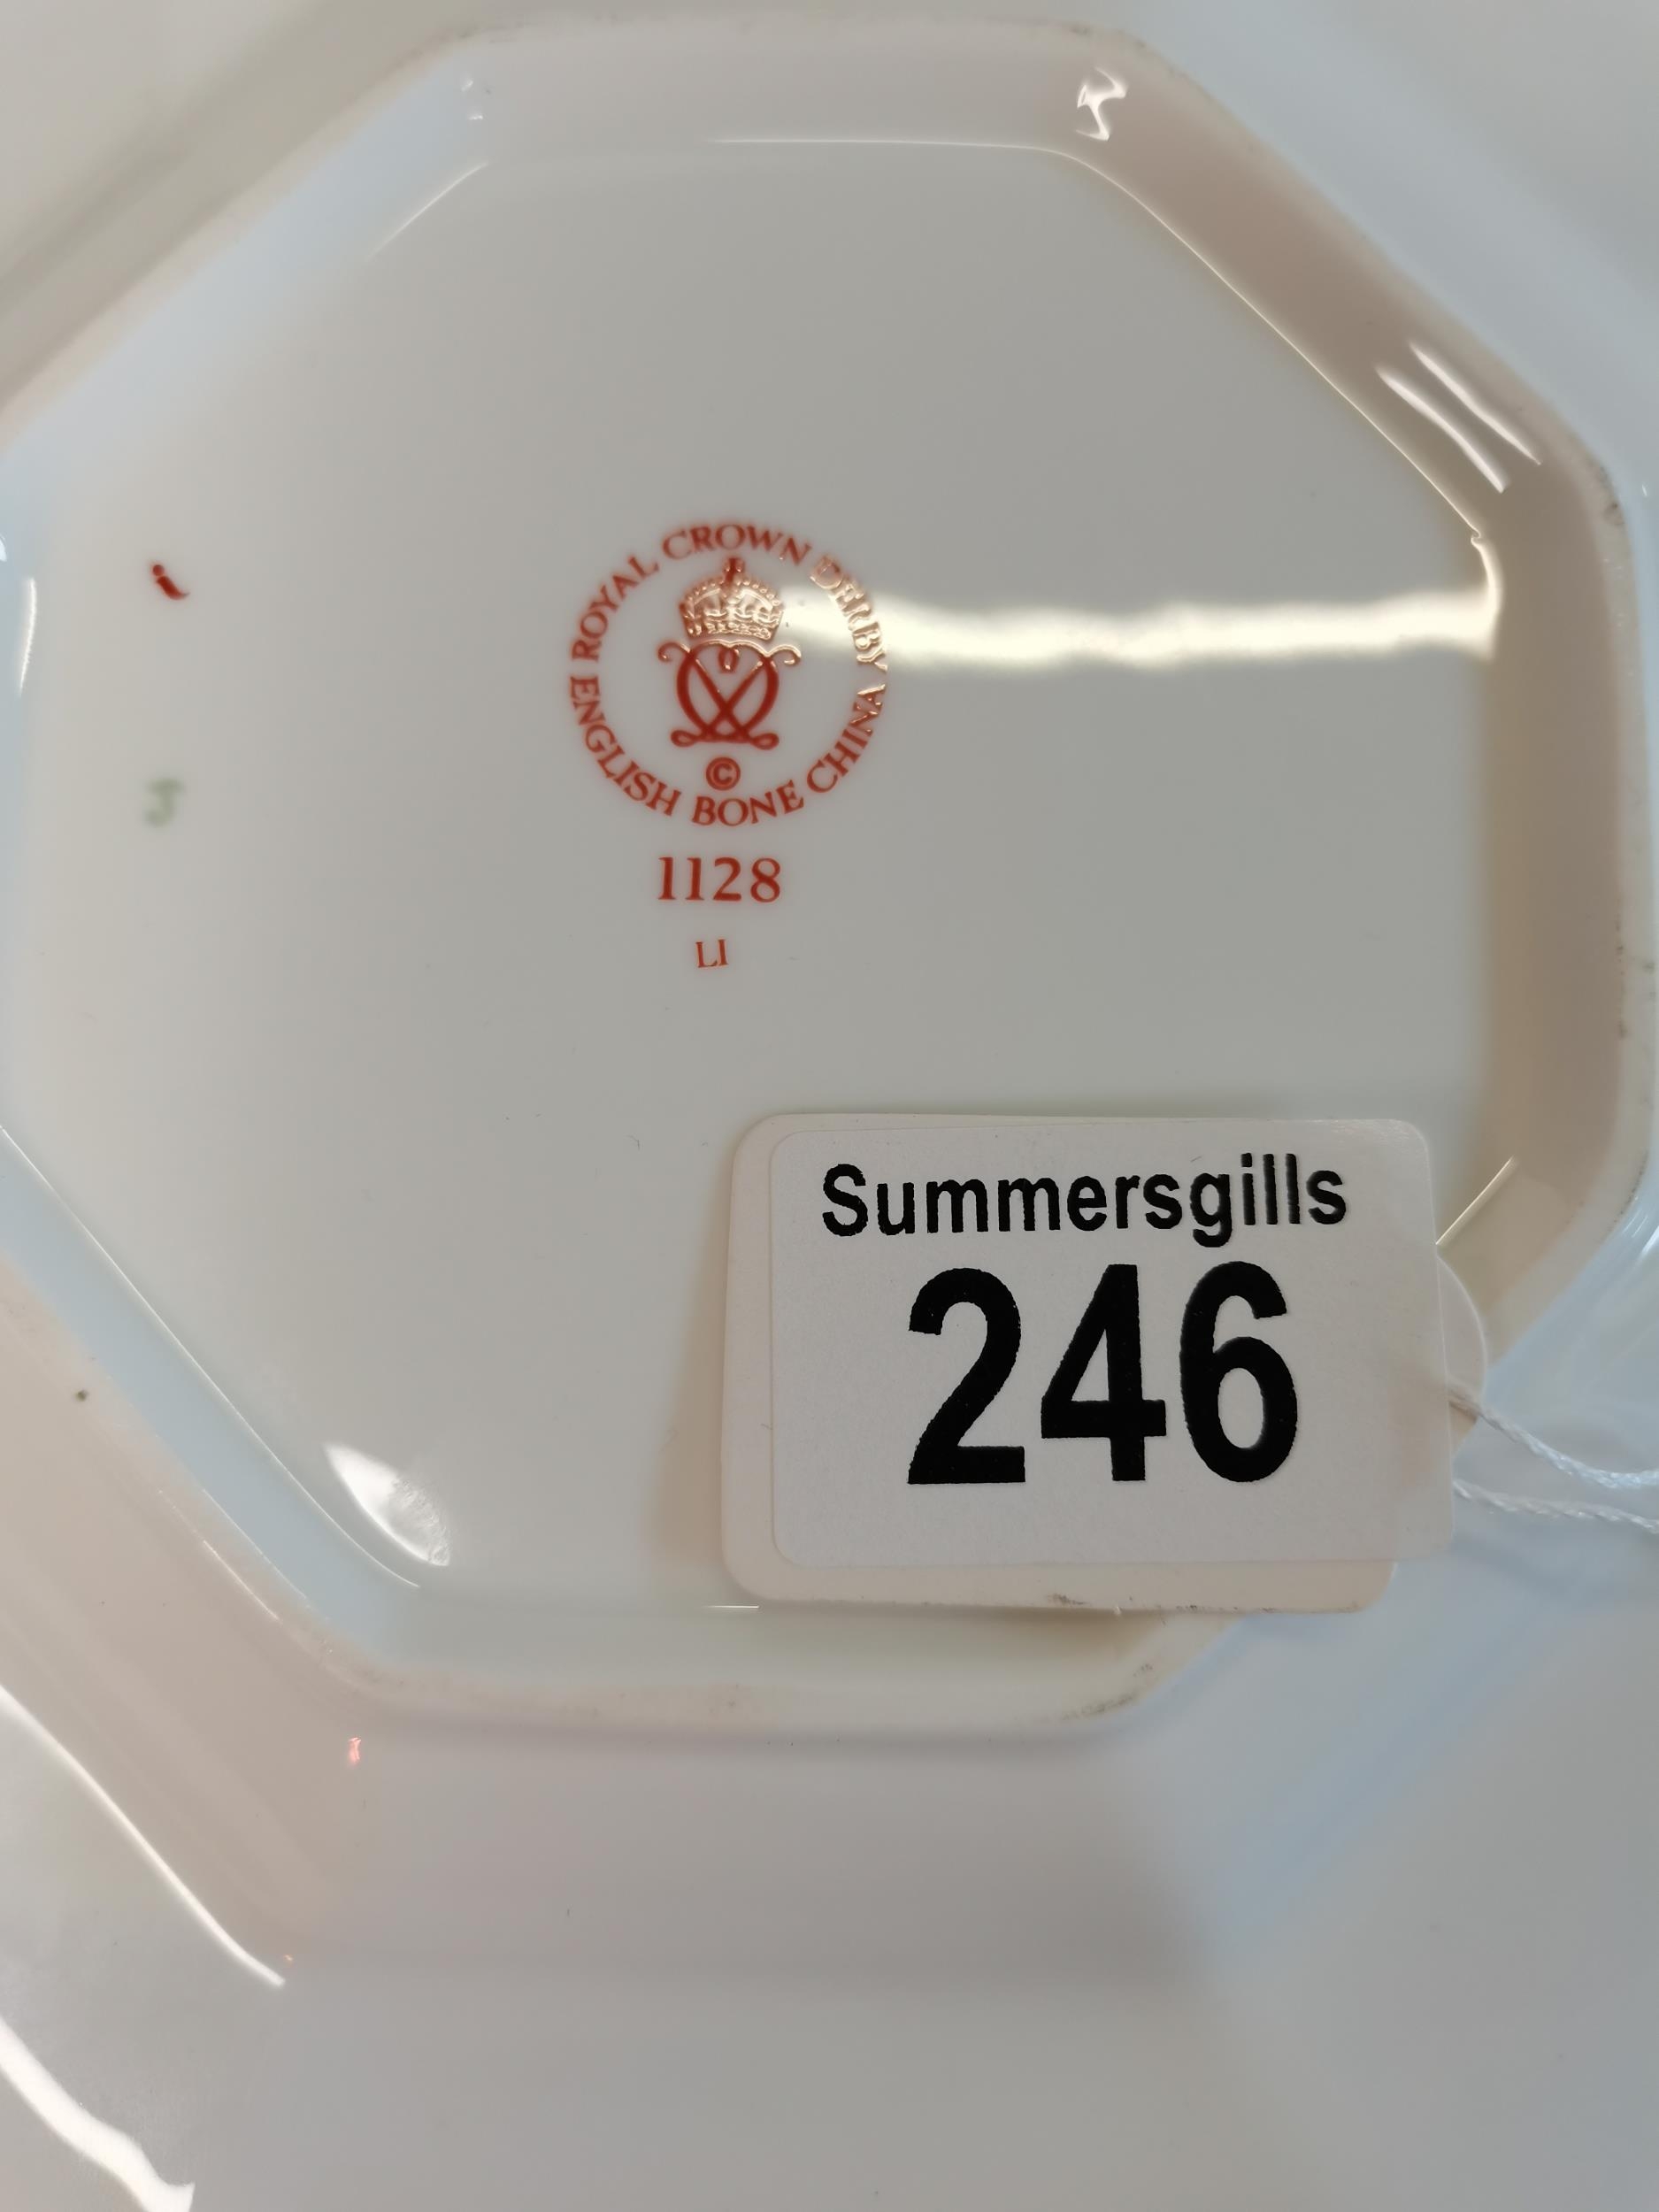 ROYAL CROWN DERBY
ENGLISH BONE CHINA
©
1128
LI
i
J
Summersgills
246